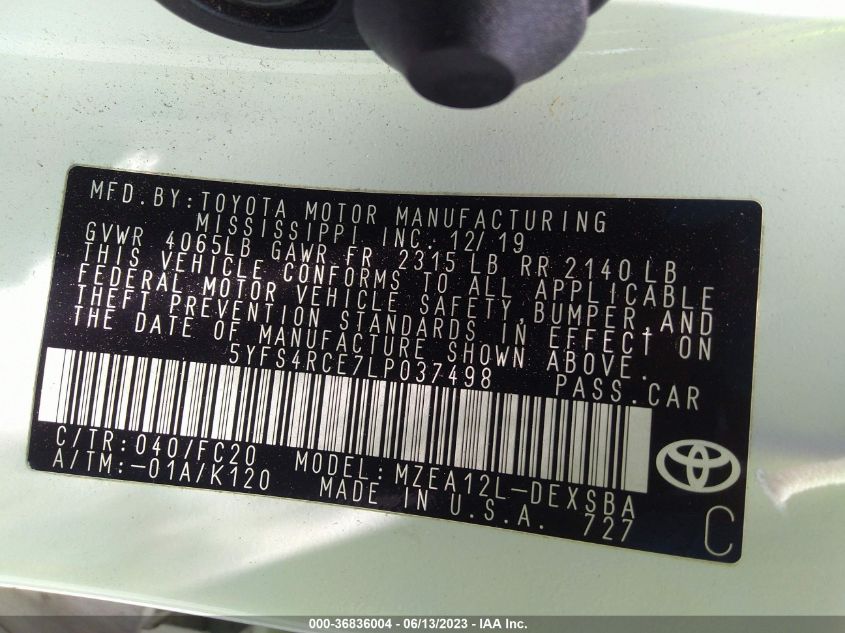 MFD.BY:TOYOTA MOTOR MANUFACTURING
MISSISSIPPI INC. 12/19
GVWR 4065LB GAWR FR 2315 LB RR 2140 LB
THIS VEHICLE CONFORMS TO ALL APPLICABLE
FEDERAL MOTOR VEHICLE SAFETY,BUMPER,AND
THEFT PREVENTION STANDARDS IN EFFECT ON
THE DATE OF MANUFACTURE SHOWN ABOVE.
5YFS4RCE7LP037498 PASS.CAR
C/TR:040/FC20 MODEL:MZEA12L-DEXSBA
A/TM:-01A/K120 MADE IN U.S.A. 727
C
000-36836004 - 06/13/2023 - IAA Inc.